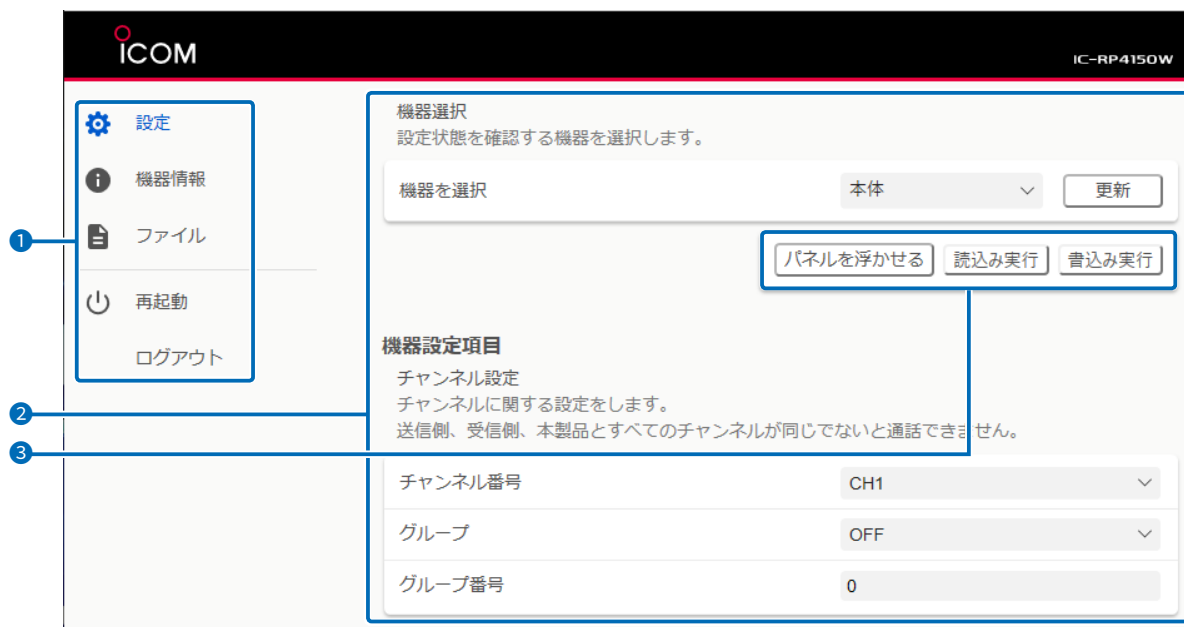 ICOM
IC-RP4150W
設定
機器情報
ファイル
再起動
ログアウト
機器選択
設定状態を確認する機器を選択します。
機器を選択 本体 更新
パネルを浮かせる 読込み実行 書込み実行
機器設定項目
チャンネル設定
チャンネルに関する設定をします。
送信側、受信側、本製品とすべてのチャンネルが同じでないと通話できません。
チャンネル番号 CH1
グループ OFF
グループ番号 0
1
2
3